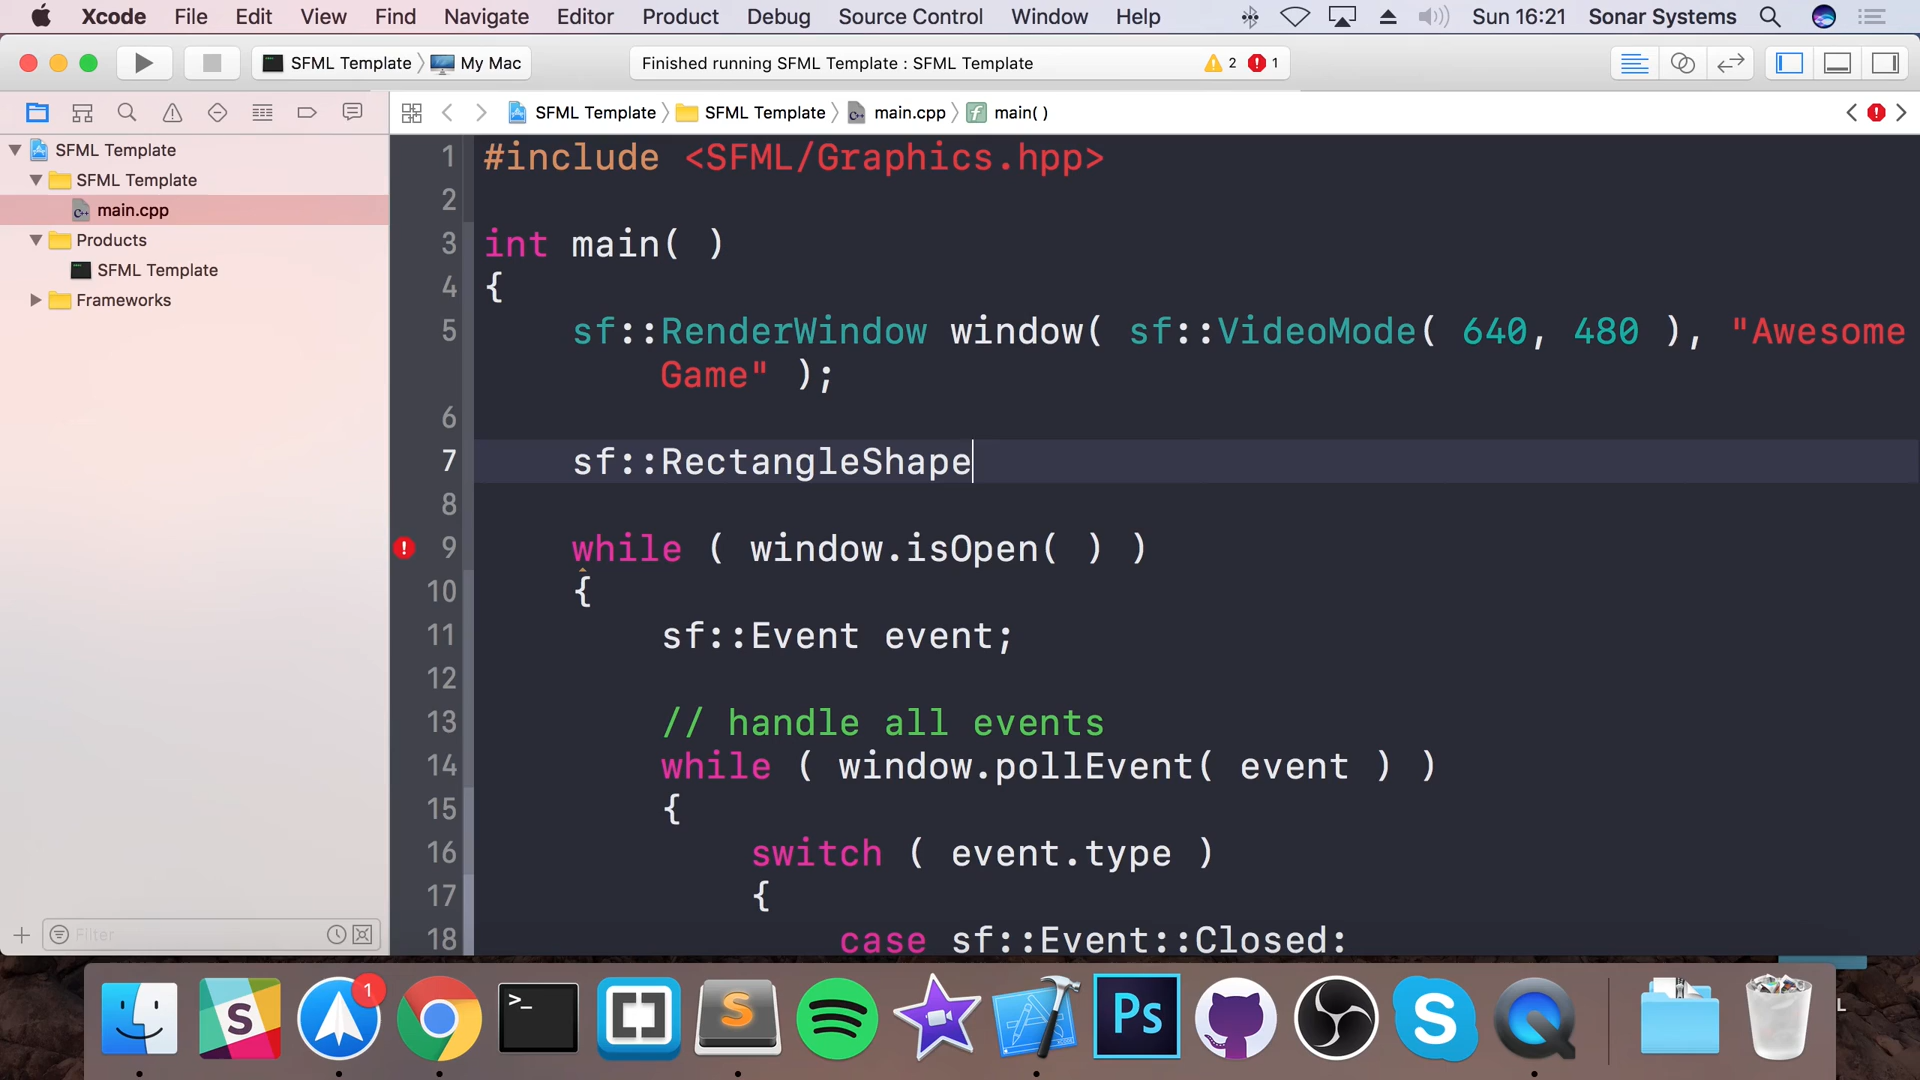 Xcode File Edit View Find Navigate Editor Product Debug Source Control Window Help Sun 16:21 Sonar Systems
SFML Template My Mac Finished running SFML Template : SFML Template 2 1
SFML Template SFML Template main.cpp main( )
SFML Template
SFML Template
main.cpp
Products
SFML Template
Frameworks
1 #include <SFML/Graphics.hpp>
2
3 int main( )
4 {
5 sf::RenderWindow window( sf::VideoMode( 640, 480 ), "Awesome
Game" );
6
7 sf::RectangleShape
8
9 while ( window.isOpen( ) )
10 {
11 sf::Event event;
12
13 // handle all events
14 while ( window.pollEvent( event ) )
15 {
16 switch ( event.type )
17 {
18 case sf::Event::Closed:
Filter
S 1 >_ S Ps S
L